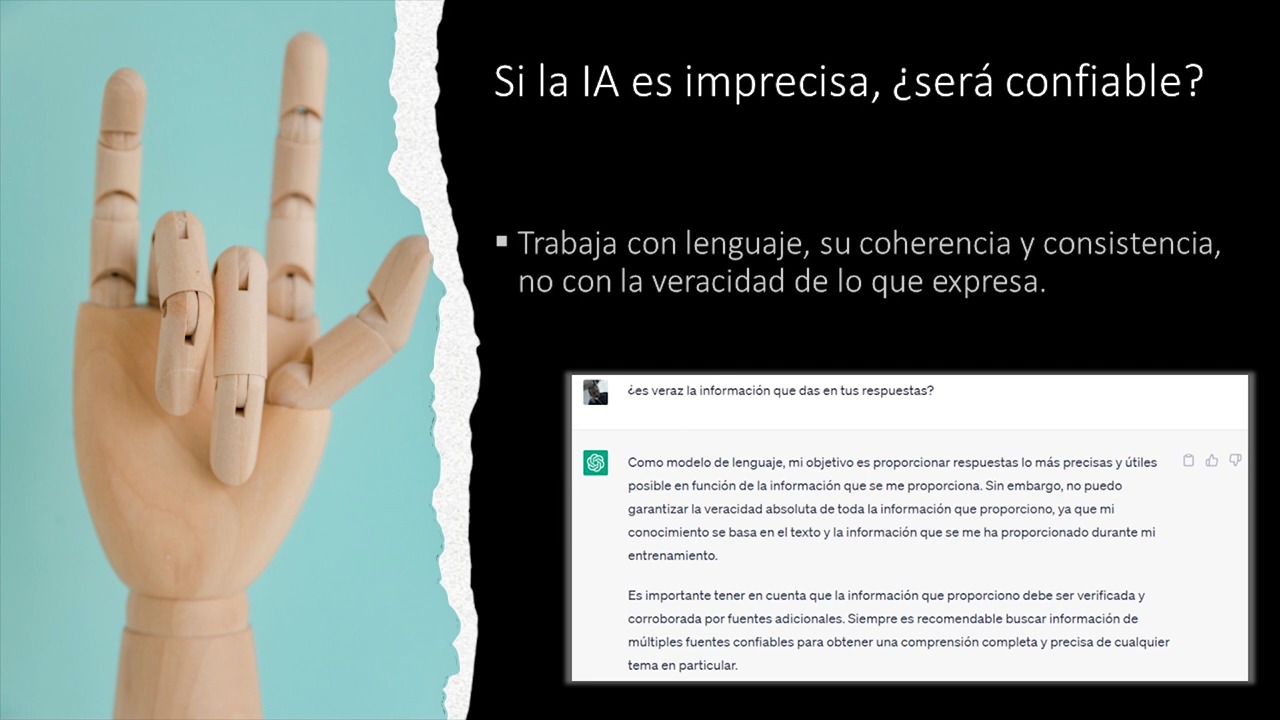 Si la IA es imprecisa, ¿será confiable?
Trabaja con lenguaje, su coherencia y consistencia,
no con la veracidad de lo que expresa.
¿es veraz la información que das en tus respuestas?
Como modelo de lenguaje, mi objetivo es proporcionar respuestas lo más precisas y útiles
posible en función de la información que se me proporciona. Sin embargo, no puedo
garantizar la veracidad absoluta de toda la información que proporciono, ya que mi
conocimiento se basa en el texto y la información que se me ha proporcionado durante mi
entrenamiento.
Es importante tener en cuenta que la información que proporciono debe ser verificada y
corroborada por fuentes adicionales. Siempre es recomendable buscar información de
múltiples fuentes confiables para obtener una comprensión completa y precisa de cualquier
tema en particular.